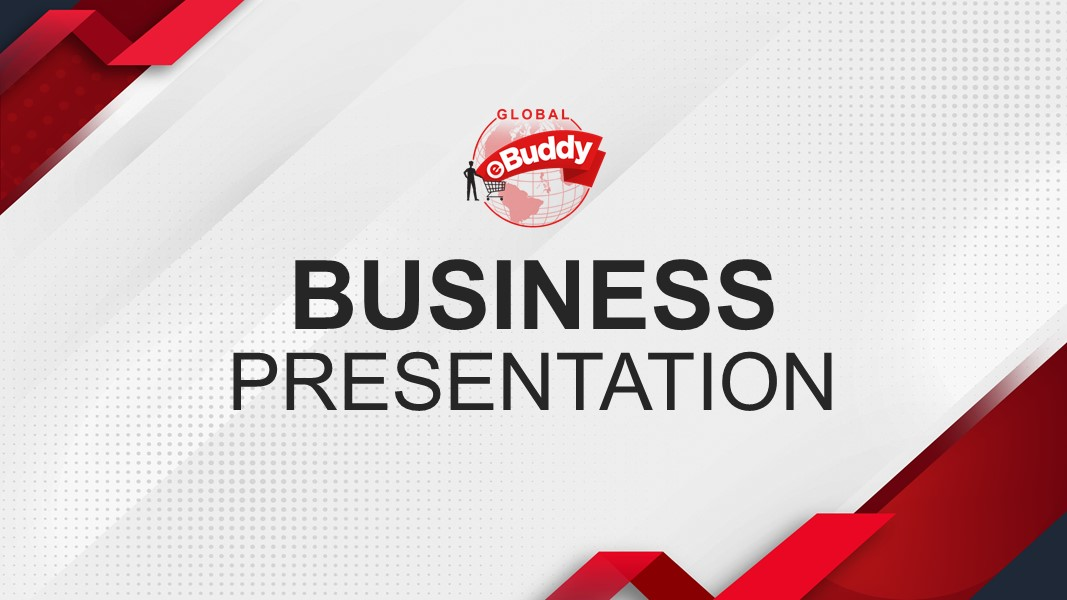 GLOBAL
eBuddy
BUSINESS
PRESENTATION